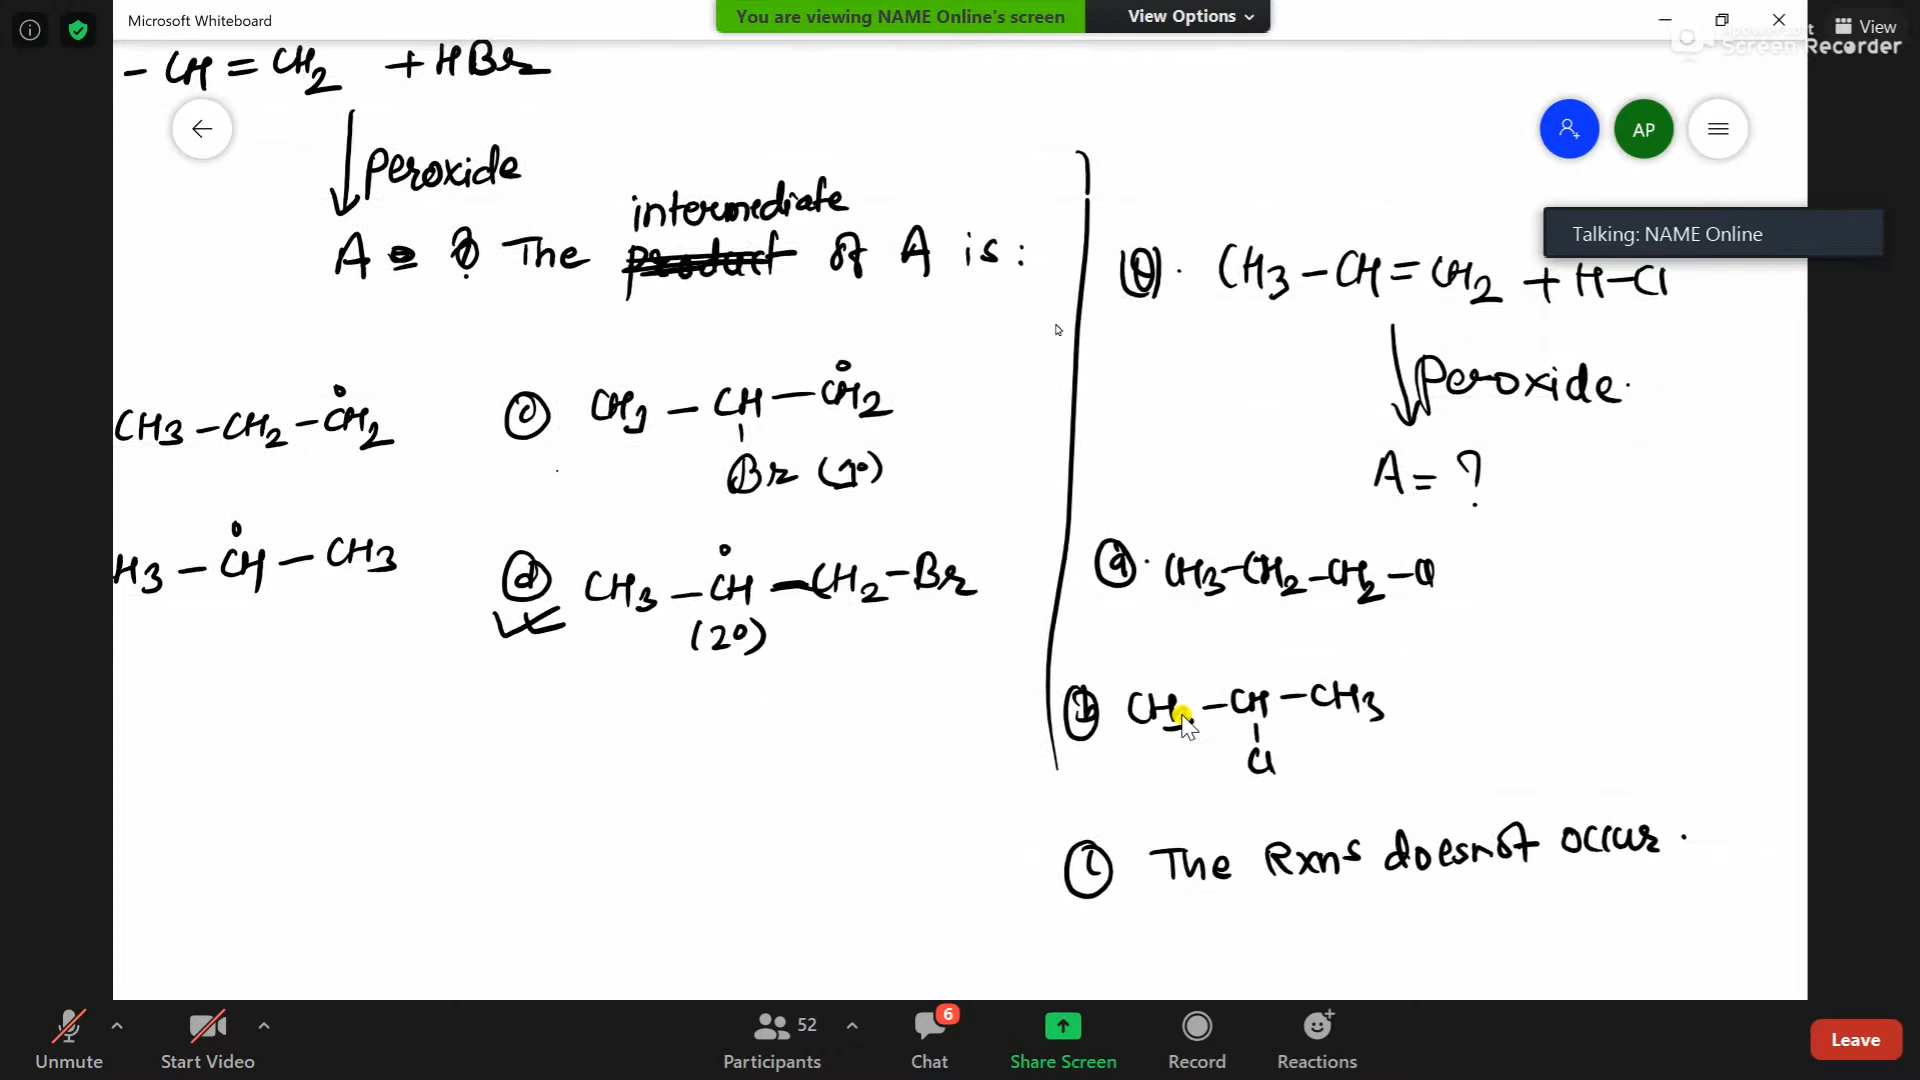 Microsoft Whiteboard
You are viewing NAME Online's screen
View Options
View
Screen Recorder
- CH = CH2 + HBr
Peroxide
intermediate
A = ? The product of A is :
CH3 - CH2 - CH2
H3 - CH - CH3
c CH3 - CH - CH2
Br (1°)
d CH3 - CH - CH2 - Br
(2°)
AP
Talking: NAME Online
Q. CH3 - CH = CH2 + H-Cl
Peroxide.
A = ?
a. CH3-CH2-CH2-Cl
b CH3 - CH - CH3
Cl
c The Rxns doesnot occur.
Unmute
Start Video
52
Participants
6
Chat
Share Screen
Record
Reactions
Leave